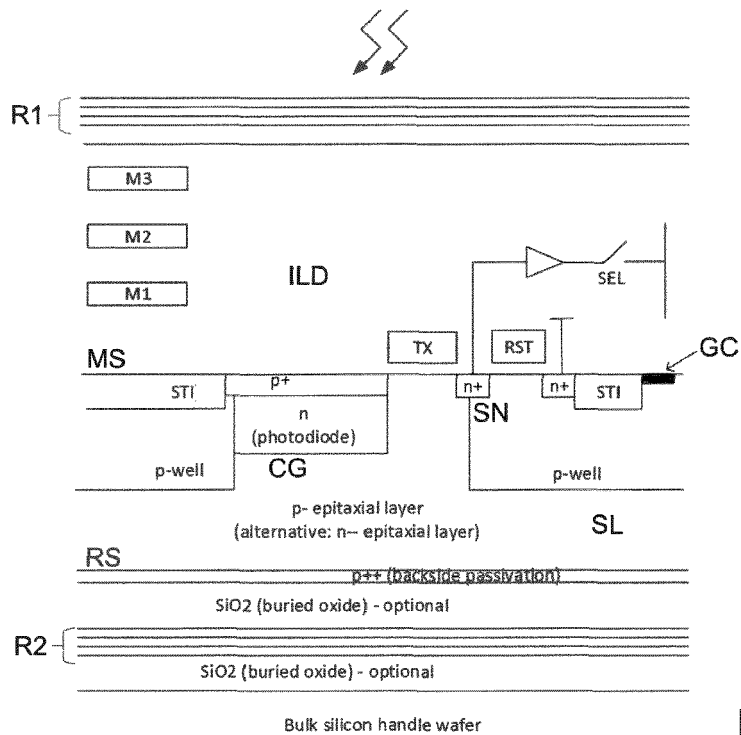 R1
M3
M2
ILD
SEL
M1
TX
RST
MS
GC
STI
p+
n+
n+
STI
SN
n
(photodiode)
CG
p-well
p-well
p- epitaxial layer
(alternative: n-- epitaxial layer)
SL
RS
p++ (backside passivation)
SiO2 (buried oxide) - optional
R2
SiO2 (buried oxide) - optional
Bulk silicon handle wafer